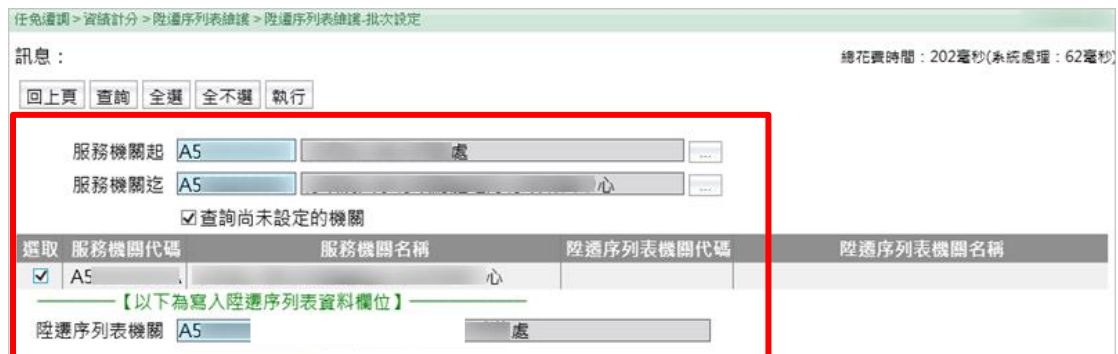 任免遷調>資績計分>陞遷序列表維護>陞遷序列表維護-批次設定
訊息：
總花費時間：202毫秒(系統處理：62毫秒)
回上頁 查詢 全選 全不選 執行
服務機關起 A5 處 ...
服務機關迄 A5 心 ...
查詢尚未設定的機關
選取 服務機關代碼 服務機關名稱 陞遷序列表機關代碼 陞遷序列表機關名稱
A5 心
【以下為寫入陞遷序列表資料欄位】
陞遷序列表機關 A5 處